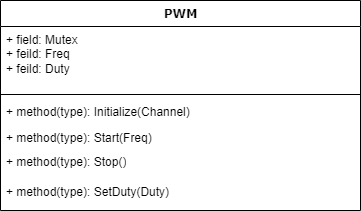 PWM
+ field: Mutex
+ feild: Freq
+ feild: Duty
+ method(type): Initialize(Channel)
+ method(type): Start(Freq)
+ method(type): Stop()
+ method(type): SetDuty(Duty)